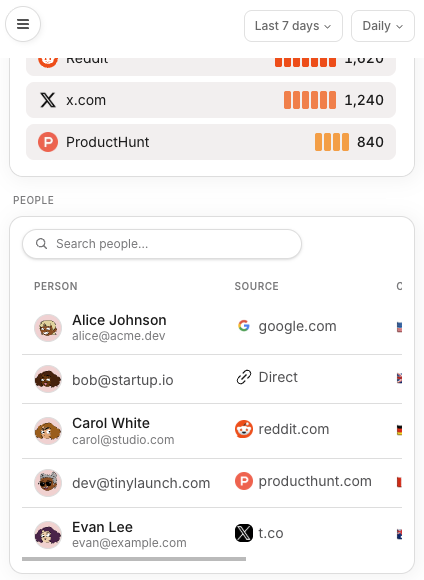 Last 7 days
Daily
Reddit 1,620
x.com 1,240
ProductHunt 840
PEOPLE
Search people...
PERSON SOURCE
Alice Johnson
alice@acme.dev
google.com
bob@startup.io
Direct
Carol White
carol@studio.com
reddit.com
dev@tinylaunch.com
producthunt.com
Evan Lee
evan@example.com
t.co